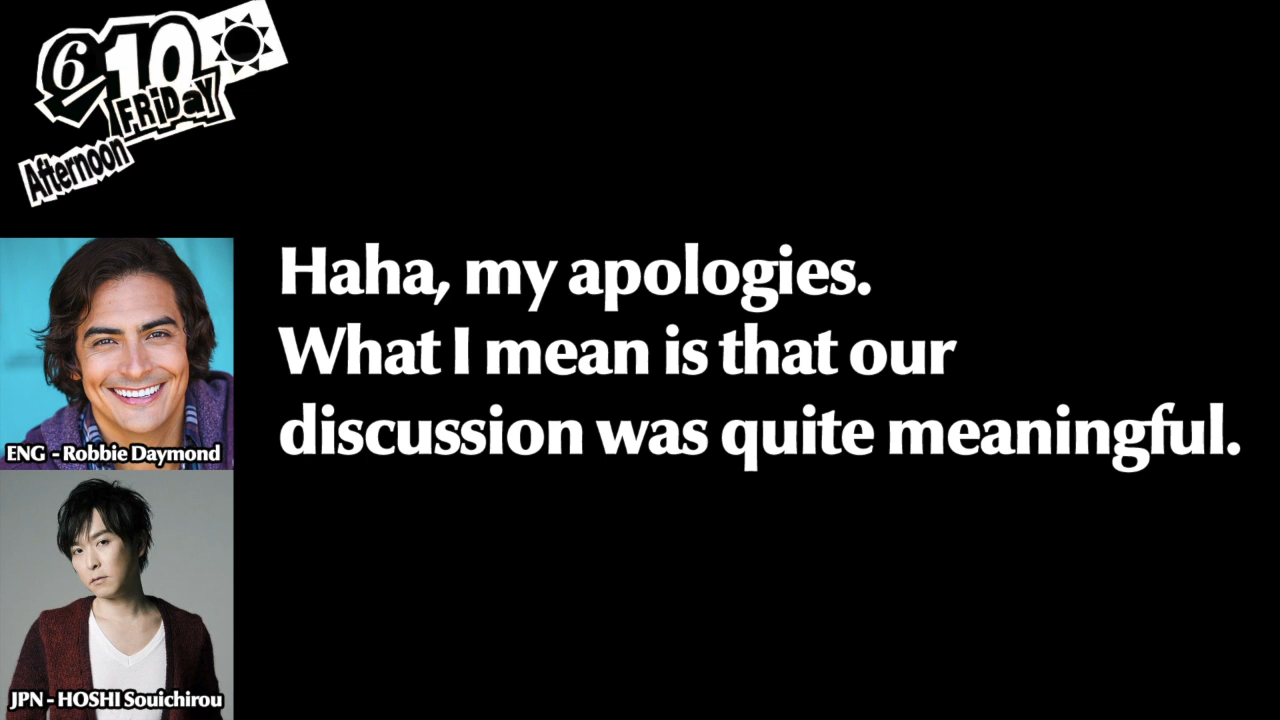 6/10
FRiDaY
Afternoon
Haha, my apologies.
What I mean is that our
discussion was quite meaningful.
ENG - Robbie Daymond
JPN - HOSHI Souichirou